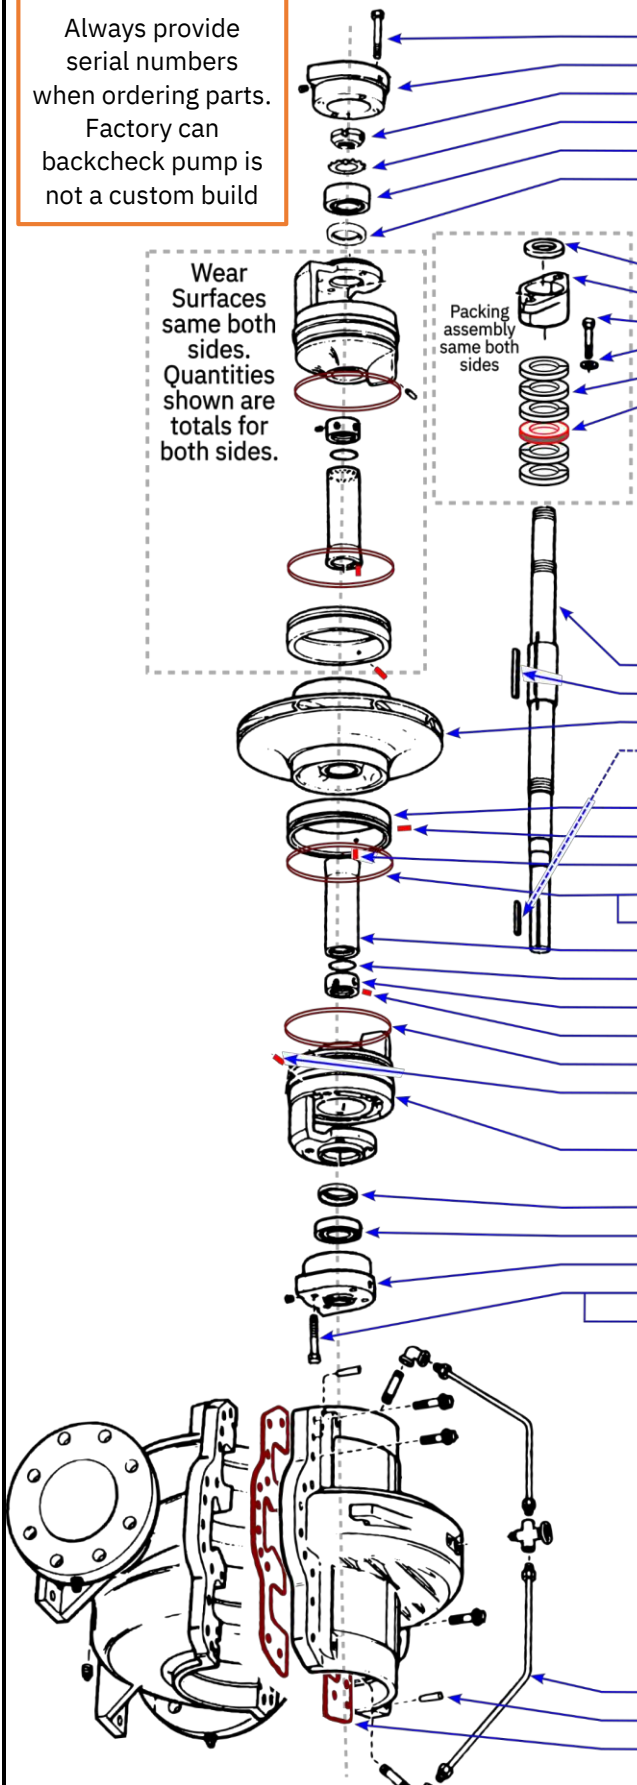 Always provide
serial numbers
when ordering parts.
Factory can
backcheck pump is
not a custom build
Wear
Surfaces
same both
sides.
Quantities
shown are
totals for
both sides.
Packing
assembly
same both
sides